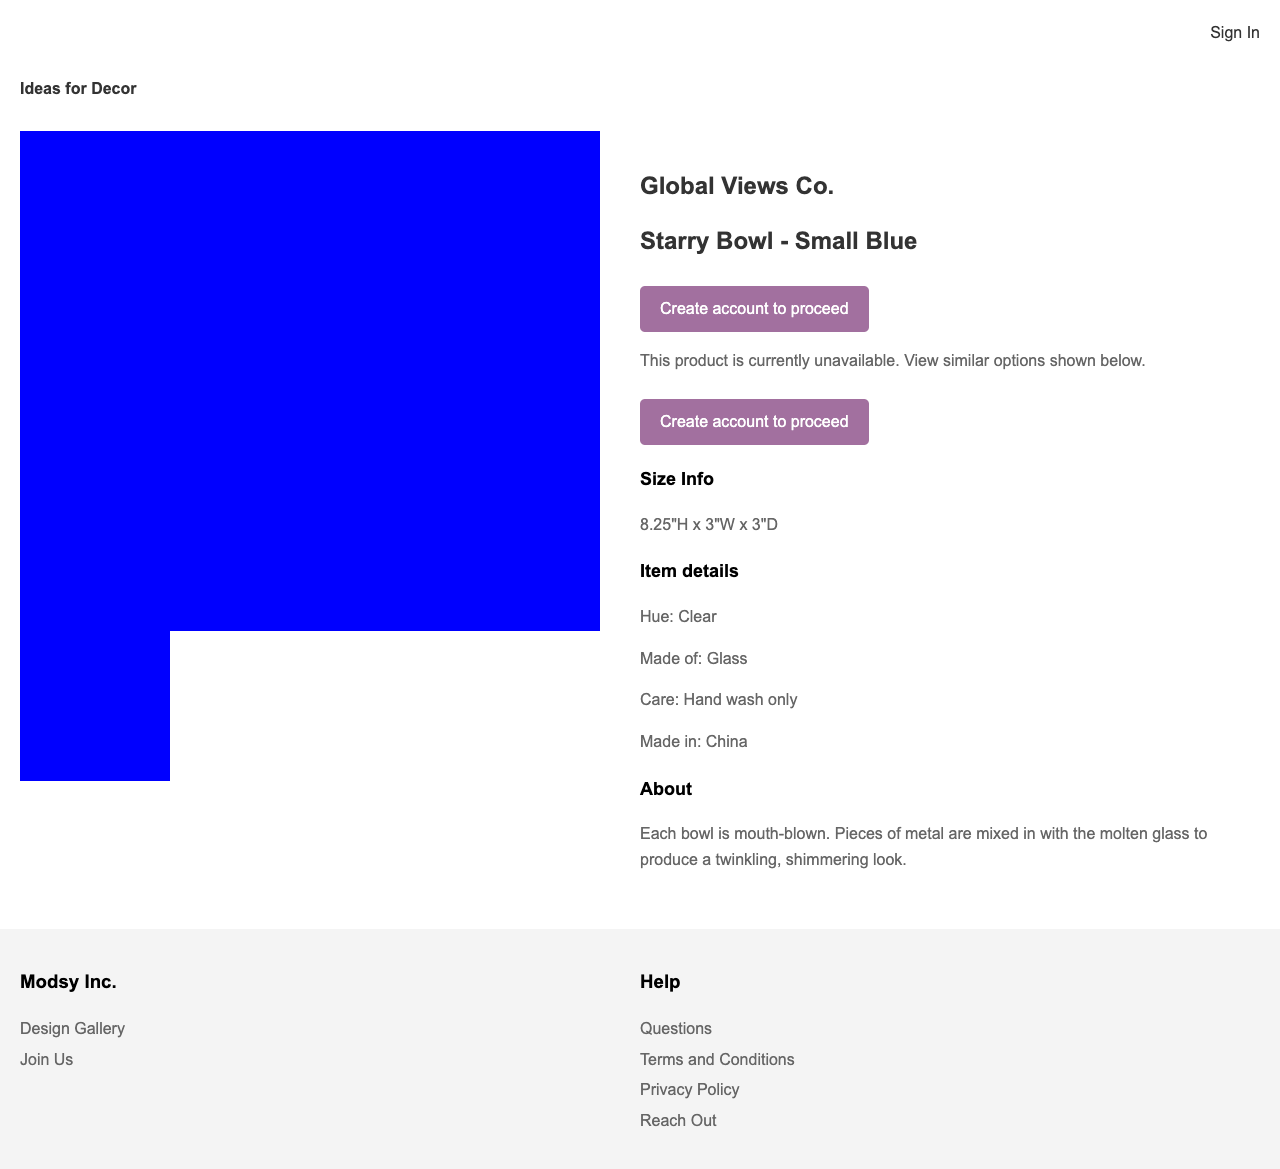 Sign In
Ideas for Decor
Global Views Co.
Starry Bowl - Small Blue
Create account to proceed
This product is currently unavailable. View similar options shown below.
Create account to proceed
Size Info
8.25"H x 3"W x 3"D
Item details
Hue: Clear
Made of: Glass
Care: Hand wash only
Made in: China
About
Each bowl is mouth-blown. Pieces of metal are mixed in with the molten glass to
produce a twinkling, shimmering look.
Modsy Inc.
Design Gallery
Join Us
Help
Questions
Terms and Conditions
Privacy Policy
Reach Out